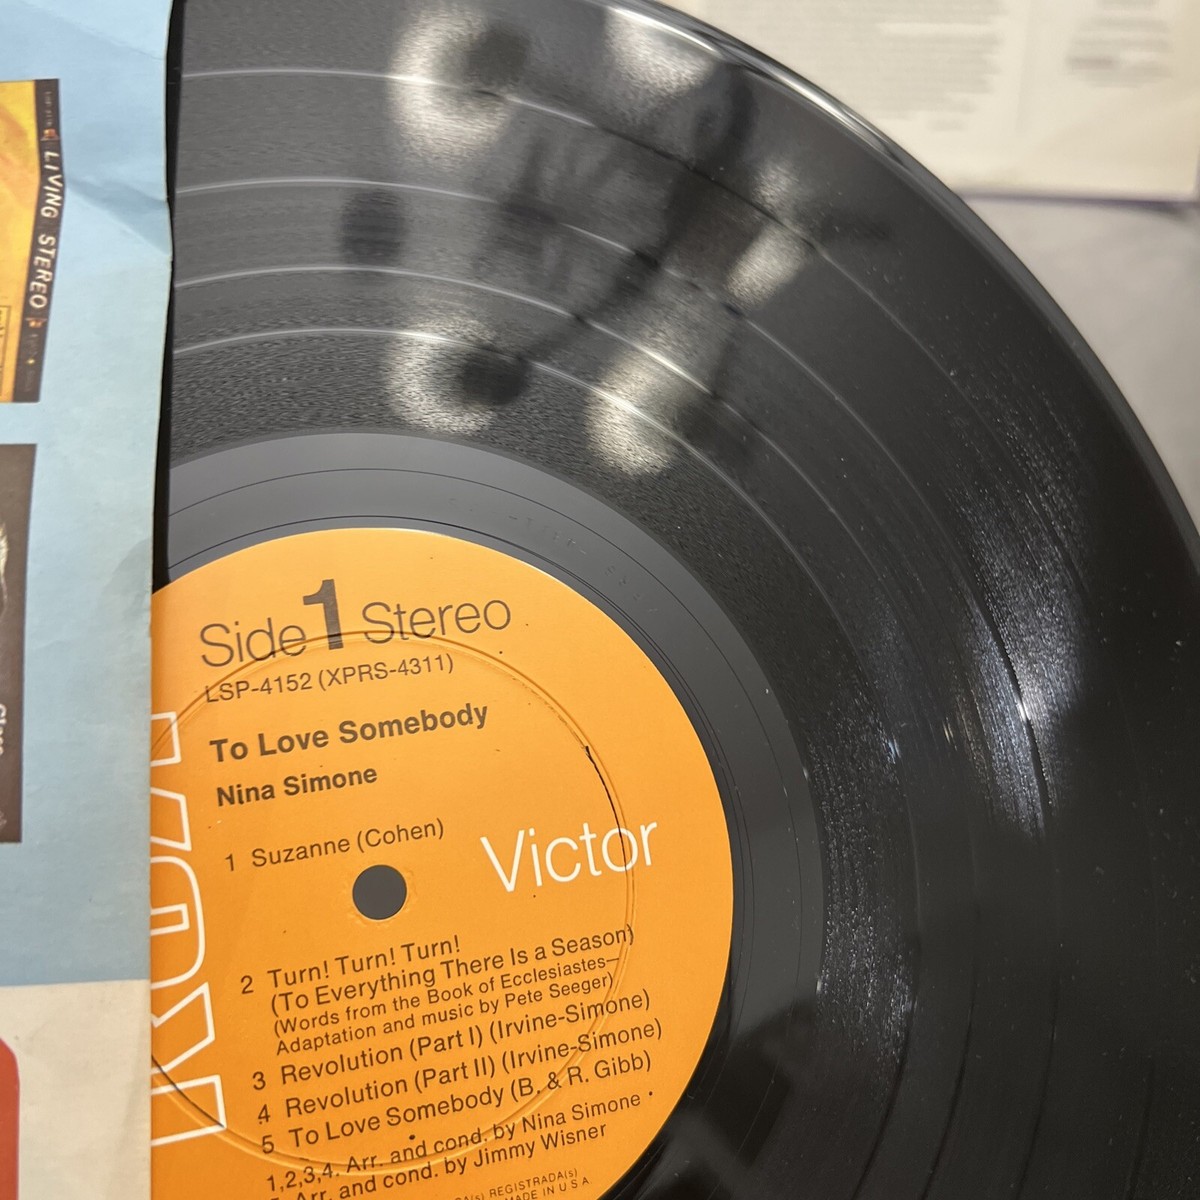 LIVING STEREO
Side 1 Stereo
LSP-4152 (XPRS-4311)
To Love Somebody
Nina Simone
1 Suzanne (Cohen)
Victor
2 Turn! Turn! Turn!
(To Everything There Is a Season)
(Words from the Book of Ecclesiastes—
Adaptation and music by Pete Seeger)
3 Revolution (Part I) (Irvine-Simone)
4 Revolution (Part II) (Irvine-Simone)
5 To Love Somebody (B. & R. Gibb)
1,2,3,4. Arr. and cond. by Nina Simone
Arr. and cond. by Jimmy Wisner
REGISTRADA(s)
MADE IN U S A